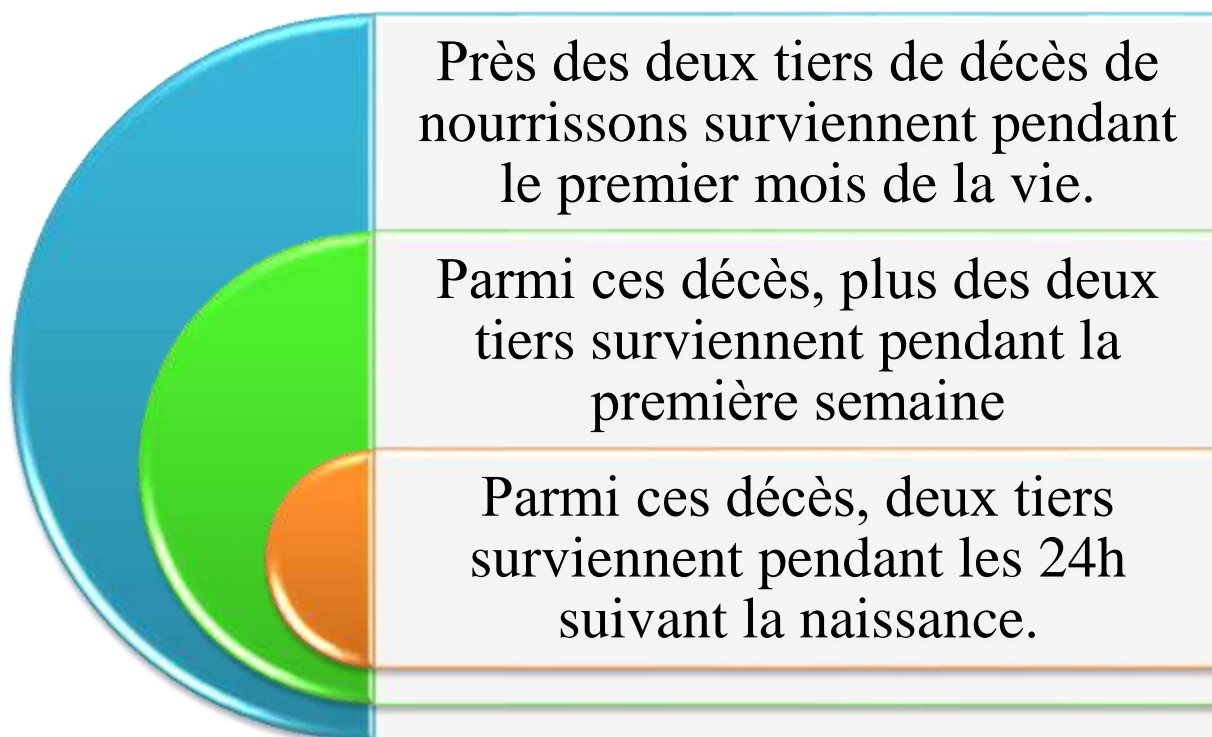 Près des deux tiers de décès de
nourrissons surviennent pendant
le premier mois de la vie.
Parmi ces décès, plus des deux
tiers surviennent pendant la
première semaine
Parmi ces décès, deux tiers
surviennent pendant les 24h
suivant la naissance.